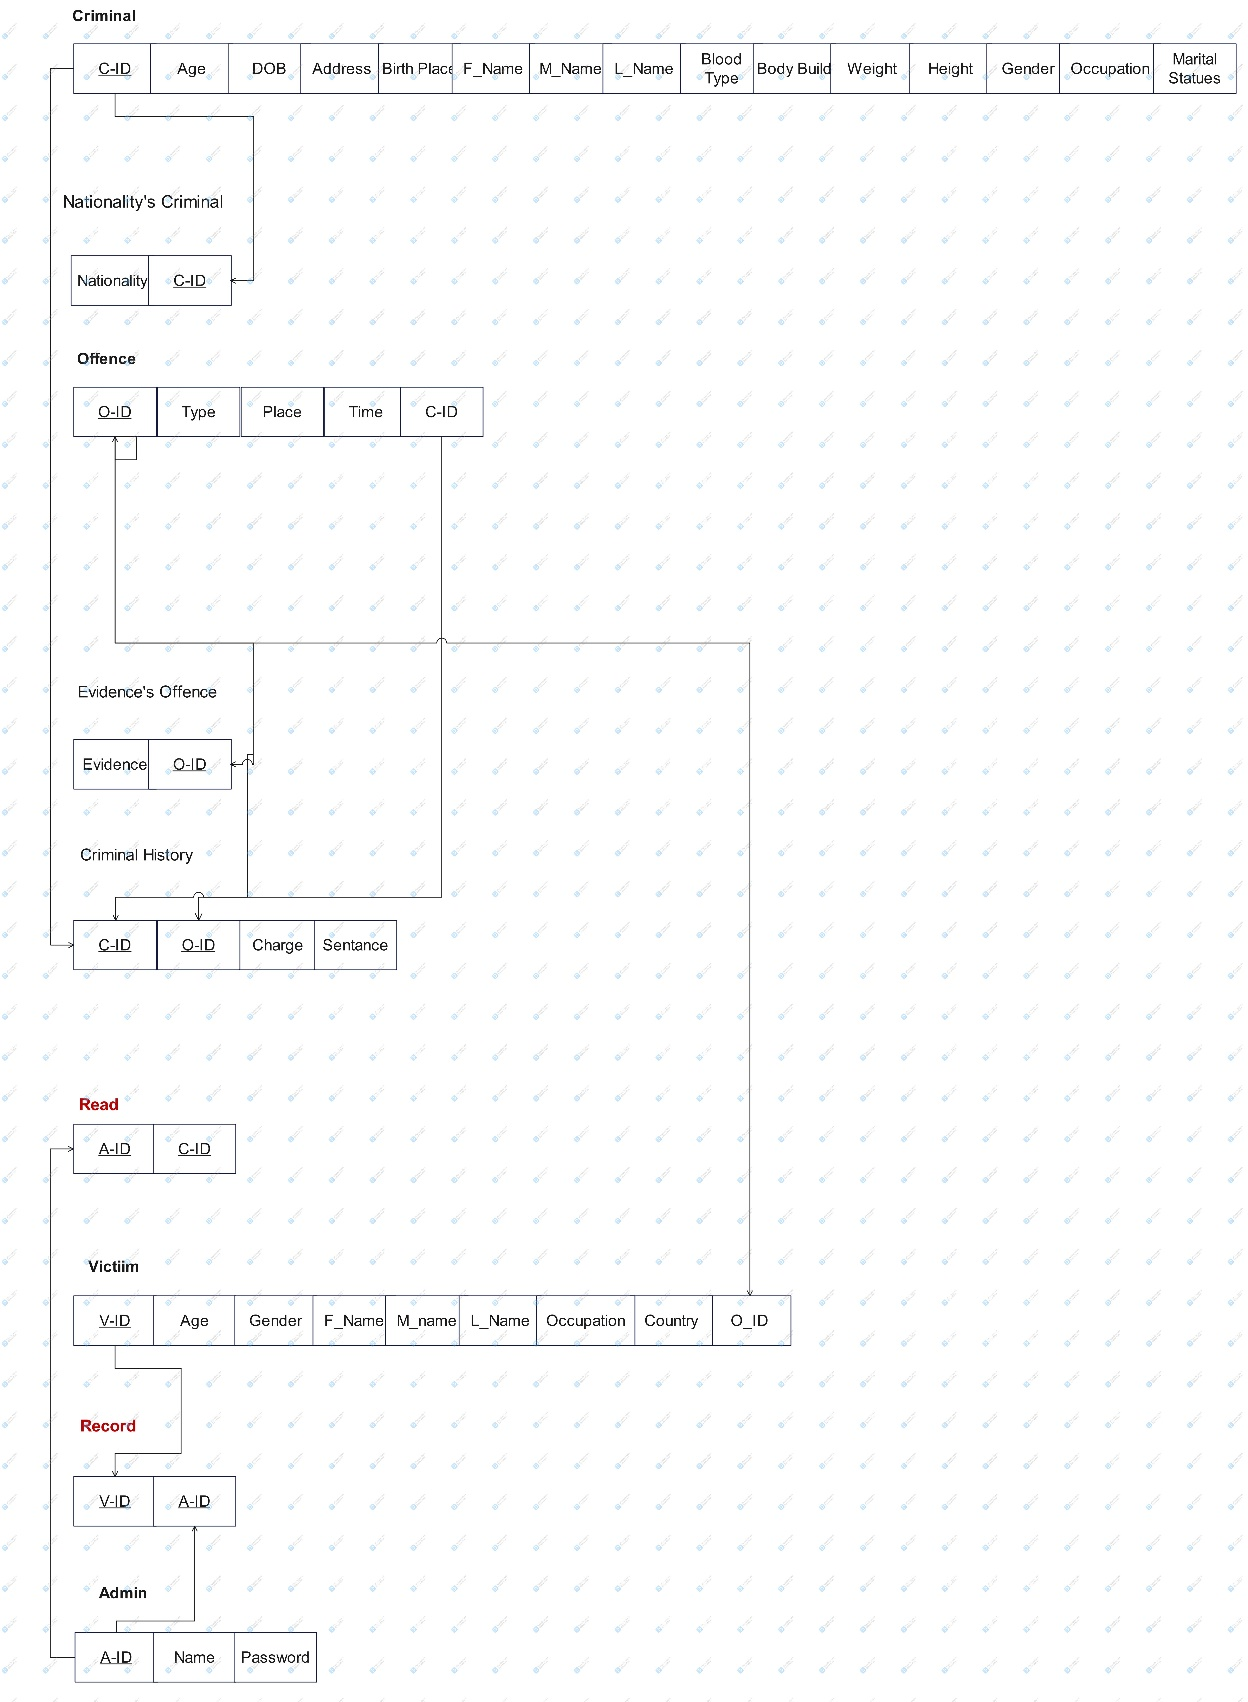 Criminal
C-ID Age DOB Address Birth Place F_Name M_Name L_Name Blood Type Body Build Weight Height Gender Occupation Marital Statues
Nationality's Criminal
Nationality C-ID
Offence
O-ID Type Place Time C-ID
Evidence's Offence
Evidence O-ID
Criminal History
C-ID O-ID Charge Sentance
Read
A-ID C-ID
Victiim
V-ID Age Gender F_Name M_name L_Name Occupation Country O_ID
Record
V-ID A-ID
Admin
A-ID Name Password